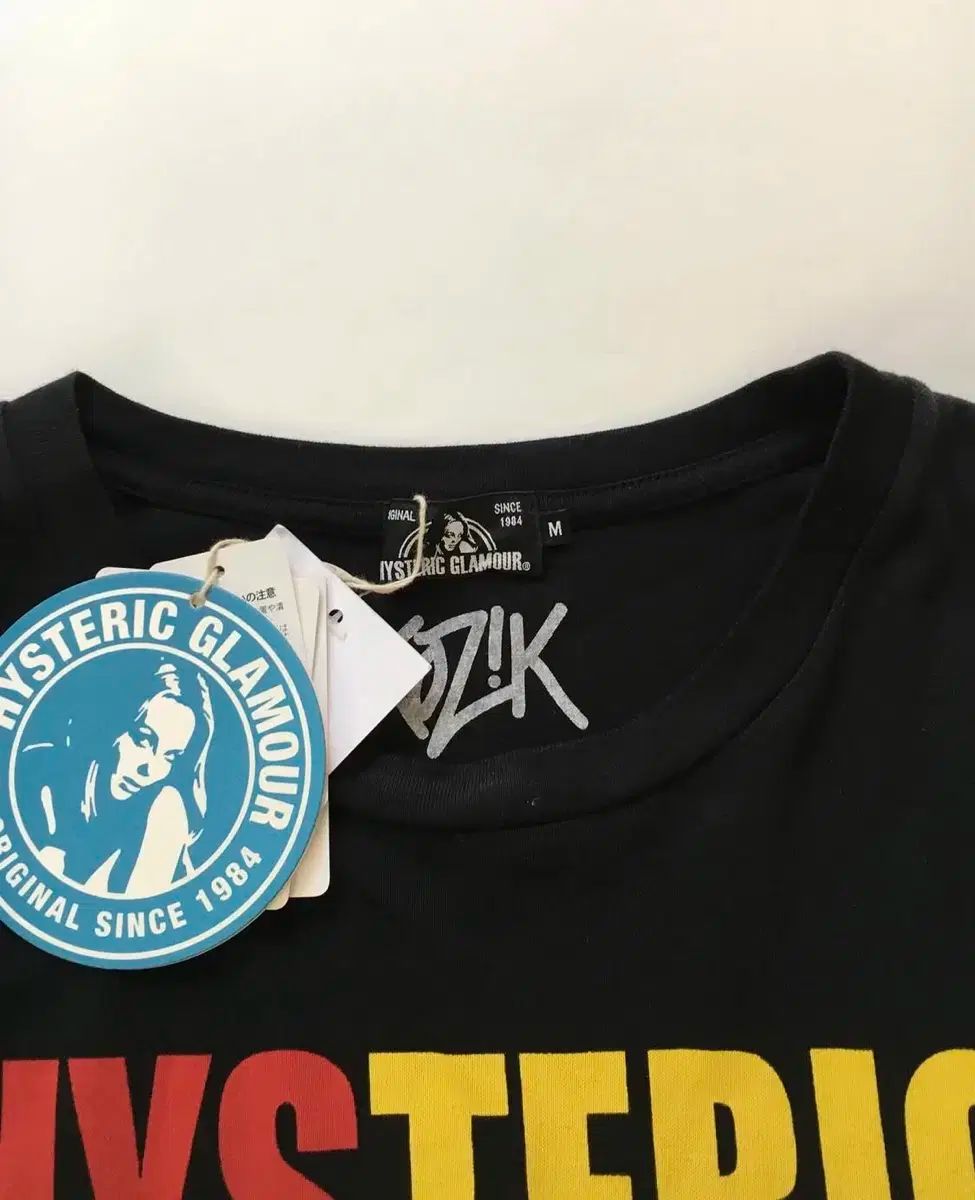 IGINAL SINCE
1984
HYSTERIC GLAMOUR®
M
の注意
HYSTERIC GLAMOUR
ORIGINAL SINCE 1984
HYSTERIC